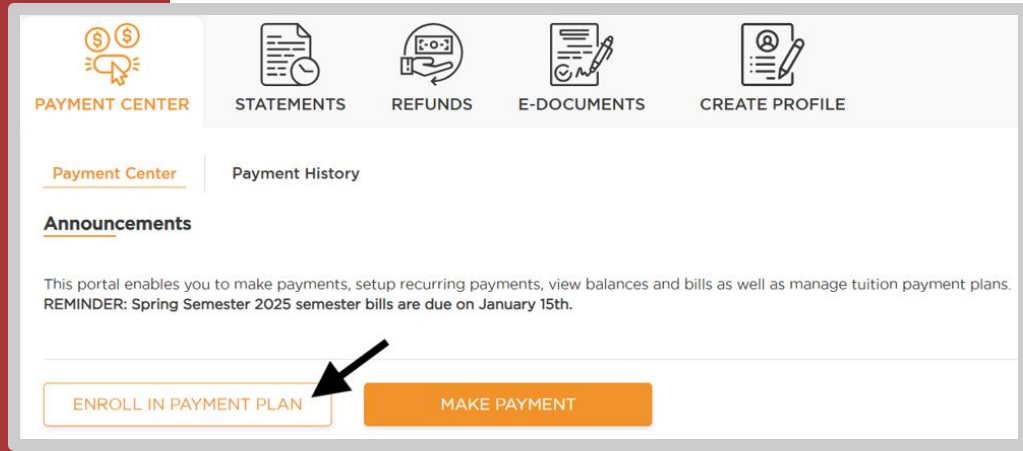 PAYMENT CENTER STATEMENTS REFUNDS E-DOCUMENTS CREATE PROFILE
Payment Center Payment History
Announcements
This portal enables you to make payments, setup recurring payments, view balances and bills as well as manage tuition payment plans.
REMINDER: Spring Semester 2025 semester bills are due on January 15th.
ENROLL IN PAYMENT PLAN MAKE PAYMENT